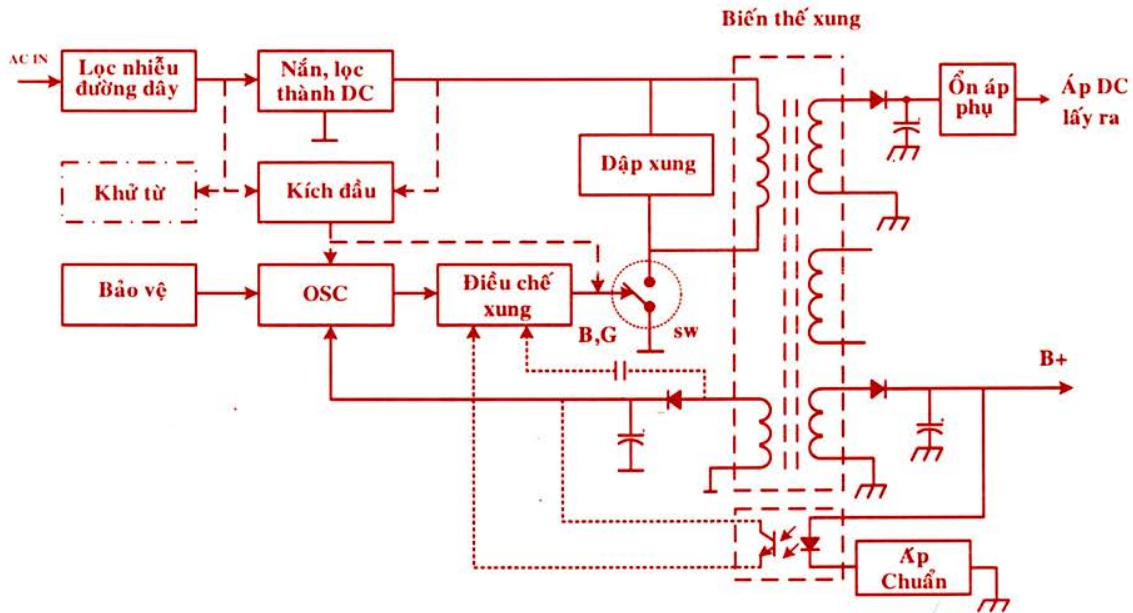 Biến thế xung
AC IN
Lọc nhiễu
đường dây
Nắn, lọc
thành DC
Ổn áp
phụ
Áp DC
lấy ra
Dập xung
Khử từ
Kích đầu
Bảo vệ
OSC
Điều chế
xung
B,G
sw
B+
Áp
Chuẩn